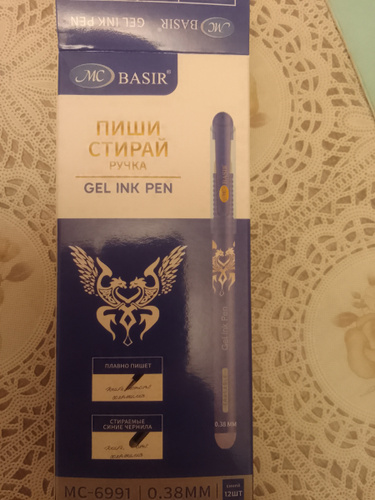 GEL INK PEN MC BASIR®
MC BASIR®
ПИШИ
СТИРАЙ
РУЧКА
GEL INK PEN
ПЛАВНО ПИШЕТ
СТИРАЕМЫЕ
СИНИЕ ЧЕРНИЛА
0.38 MM
MC-6991 | 0.38MM
12ШТ